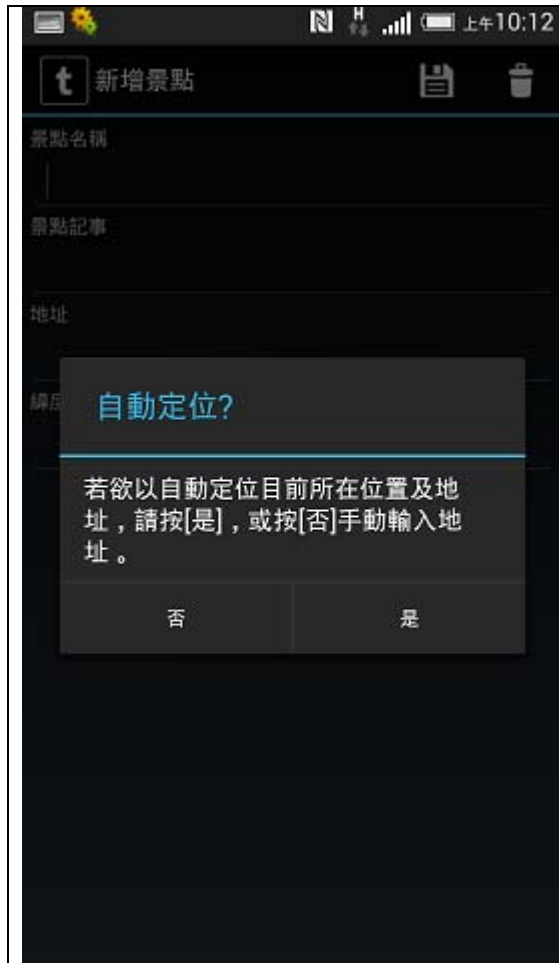 H
上午10:12
t 新增景點
景點名稱
景點記事
地址
緯度
自動定位?
若欲以自動定位目前所在位置及地
址,請按[是],或按[否]手動輸入地
址。
否
是